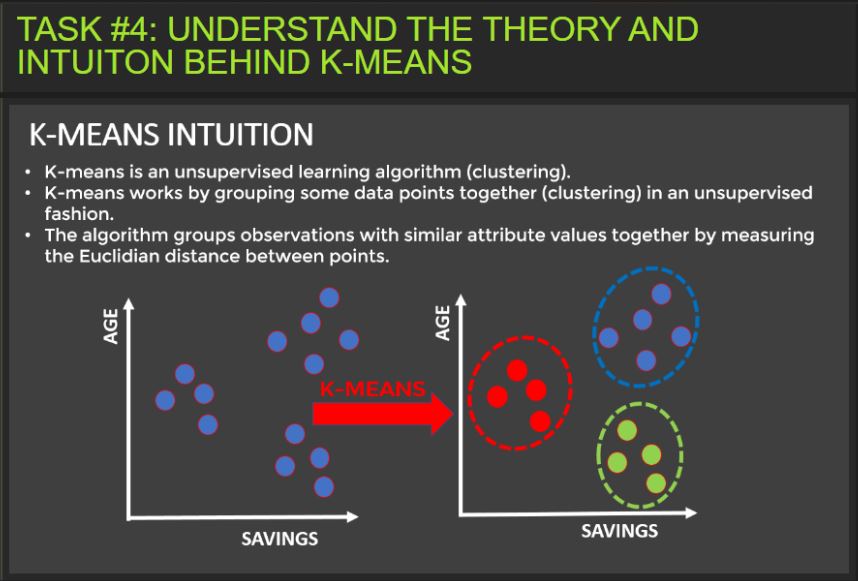 TASK #4: UNDERSTAND THE THEORY AND
INTUITON BEHIND K-MEANS
K-MEANS INTUITION
• K-means is an unsupervised learning algorithm (clustering).
• K-means works by grouping some data points together (clustering) in an unsupervised
fashion.
• The algorithm groups observations with similar attribute values together by measuring
the Euclidian distance between points.
AGE
SAVINGS
K-MEANS
AGE
SAVINGS